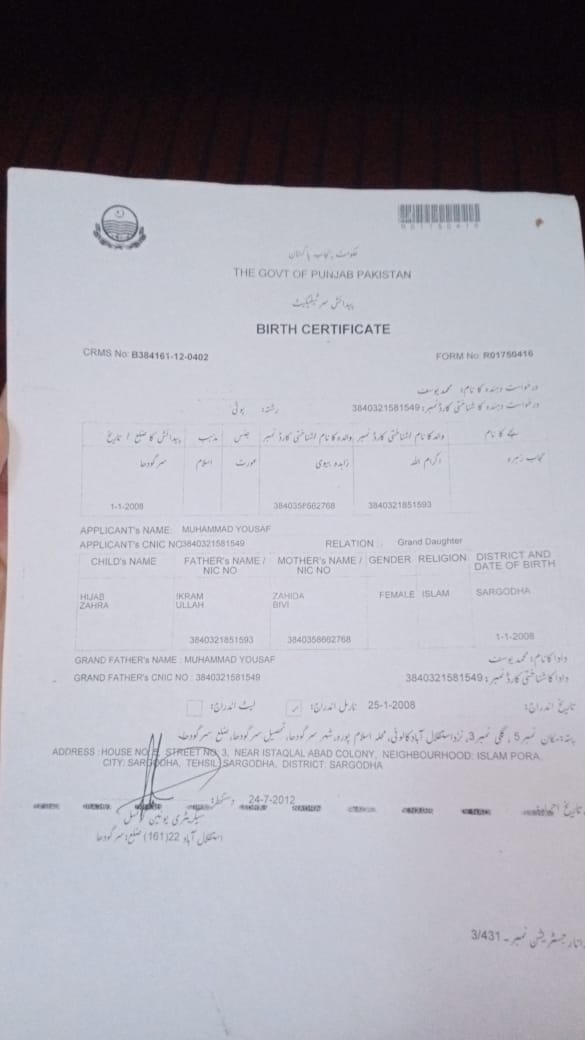 R01750416
حکومت پنجاب پاکستان
THE GOVT OF PUNJAB PAKISTAN
پیدائش سرٹیفکیٹ
BIRTH CERTIFICATE
CRMS No: B384161-12-0402 FORM No: R01750416
درخواست دہندہ کا نام: محمد یوسف
درخواست دہندہ کا شناختی کارڈ نمبر: 3840321581549 رشتہ: پوتی
بچے کا نام والد کا نام / شناختی کارڈ نمبر والدہ کا نام / شناختی کارڈ نمبر جنس مذہب پیدائش کا ضلع / تاریخ
حجاب زہرہ اکرام اللہ زاہدہ بیوی عورت اسلام سرگودھا
3840321851593 3840358662768 1-1-2008
APPLICANT's NAME: MUHAMMAD YOUSAF
APPLICANT's CNIC NO 3840321581549 RELATION : Grand Daughter
CHILD's NAME FATHER's NAME / NIC NO MOTHER's NAME / NIC NO GENDER RELIGION DISTRICT AND DATE OF BIRTH
HIJAB ZAHRA IKRAM ULLAH ZAHIDA BIVI FEMALE ISLAM SARGODHA
3840321851593 3840358662768 1-1-2008
GRAND FATHER's NAME : MUHAMMAD YOUSAF دادا کا نام: محمد یوسف
GRAND FATHER's CNIC NO : 3840321581549 دادا کا شناختی کارڈ نمبر: 3840321581549
تاریخ اندراج: 25-1-2008 نارمل اندراج: لیٹ اندراج:
پتہ: مکان نمبر 5، گلی نمبر 3، نزد استقلال آباد کالونی، محلہ اسلام پورہ، شہر سرگودھا، تحصیل سرگودھا، ضلع سرگودھا
ADDRESS : HOUSE NO 5, STREET NO 3, NEAR ISTAQLAL ABAD COLONY, NEIGHBOURHOOD: ISLAM PORA,
CITY: SARGODHA, TEHSIL: SARGODHA, DISTRICT: SARGODHA
24-7-2012 دستخط:
سیکریٹری یونین کونسل
استقلال آباد 22(161) ضلع: سرگودھا
رجسٹریشن نمبر - 3/431